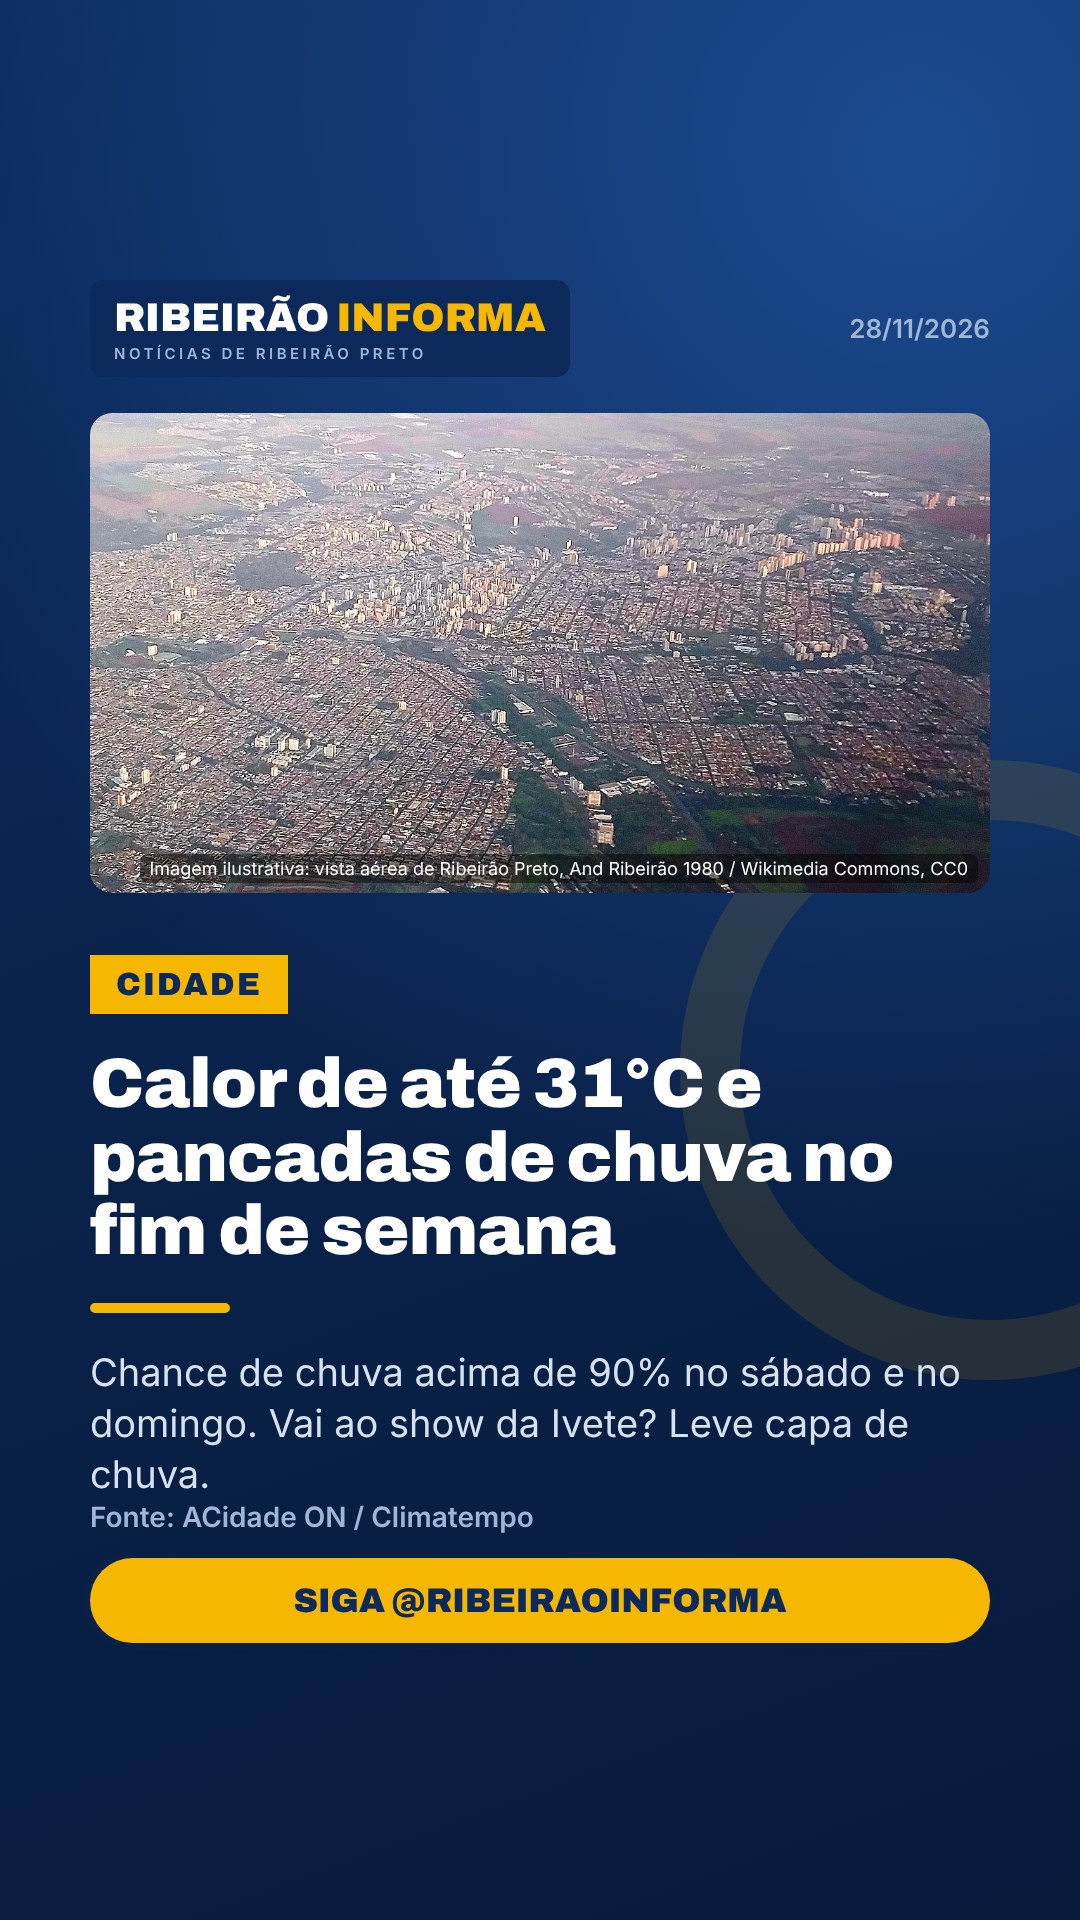 RIBEIRÃO INFORMA
NOTÍCIAS DE RIBEIRÃO PRETO
28/11/2026
Imagem ilustrativa: vista aérea de Ribeirão Preto, And Ribeirão 1980 / Wikimedia Commons, CC0
CIDADE
Calor de até 31°C e
pancadas de chuva no
fim de semana
Chance de chuva acima de 90% no sábado e no
domingo. Vai ao show da Ivete? Leve capa de
chuva.
Fonte: ACidade ON / Climatempo
SIGA @RIBEIRAOINFORMA